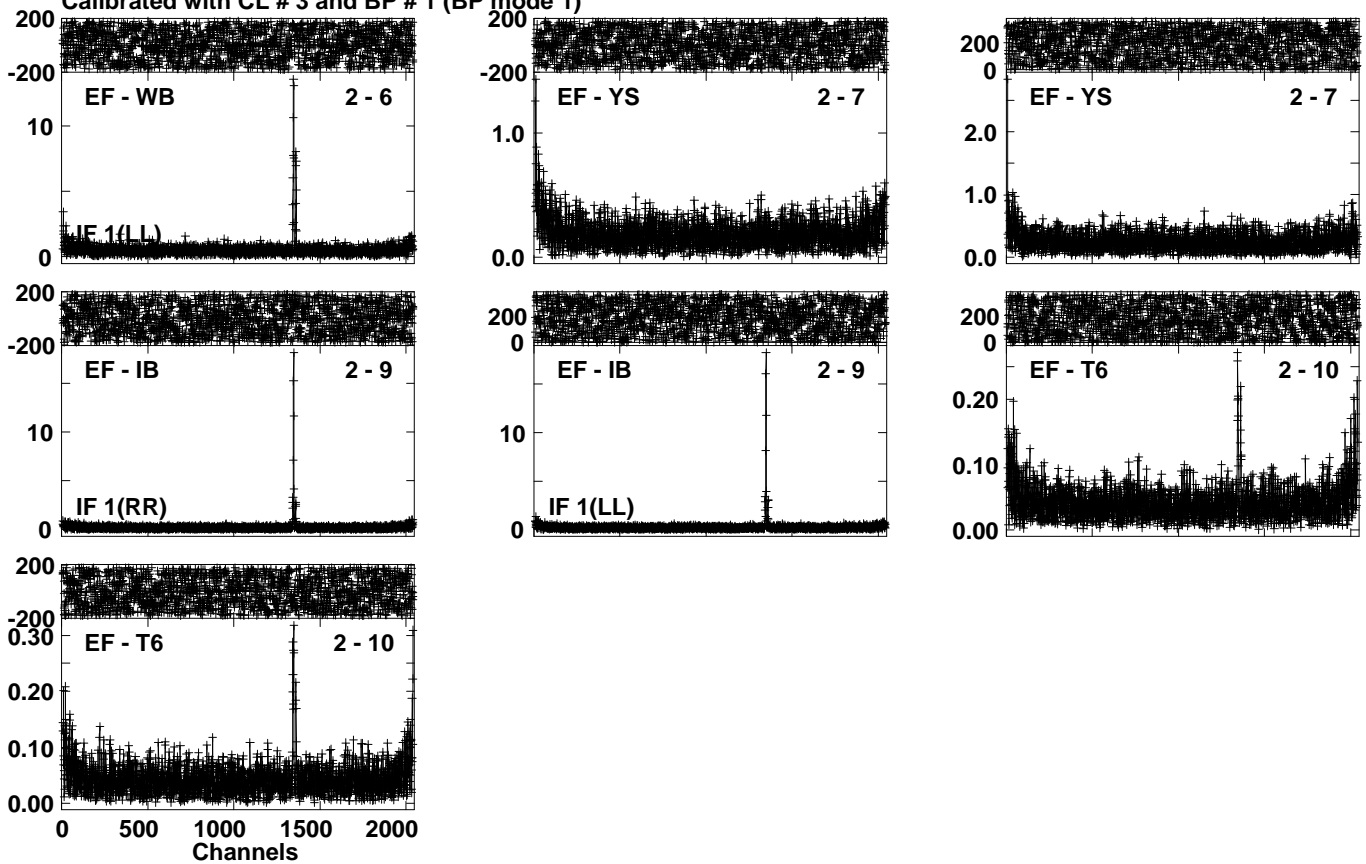 Calibrated with CL # 3 and BP # 1 (BP mode 1)
200
-200
EF - WB 2 - 6
10
0
IF 1(LL)
-200
EF - YS 2 - 7
1.0
0.0
200
0
EF - YS 2 - 7
2.0
1.0
0.0
200
-200
EF - IB 2 - 9
10
0
IF 1(RR)
200
0
EF - IB 2 - 9
10
0
IF 1(LL)
200
0
EF - T6 2 - 10
0.20
0.10
0.00
200
-200
0.30
EF - T6 2 - 10
0.20
0.10
0.00
0 500 1000 1500 2000
Channels